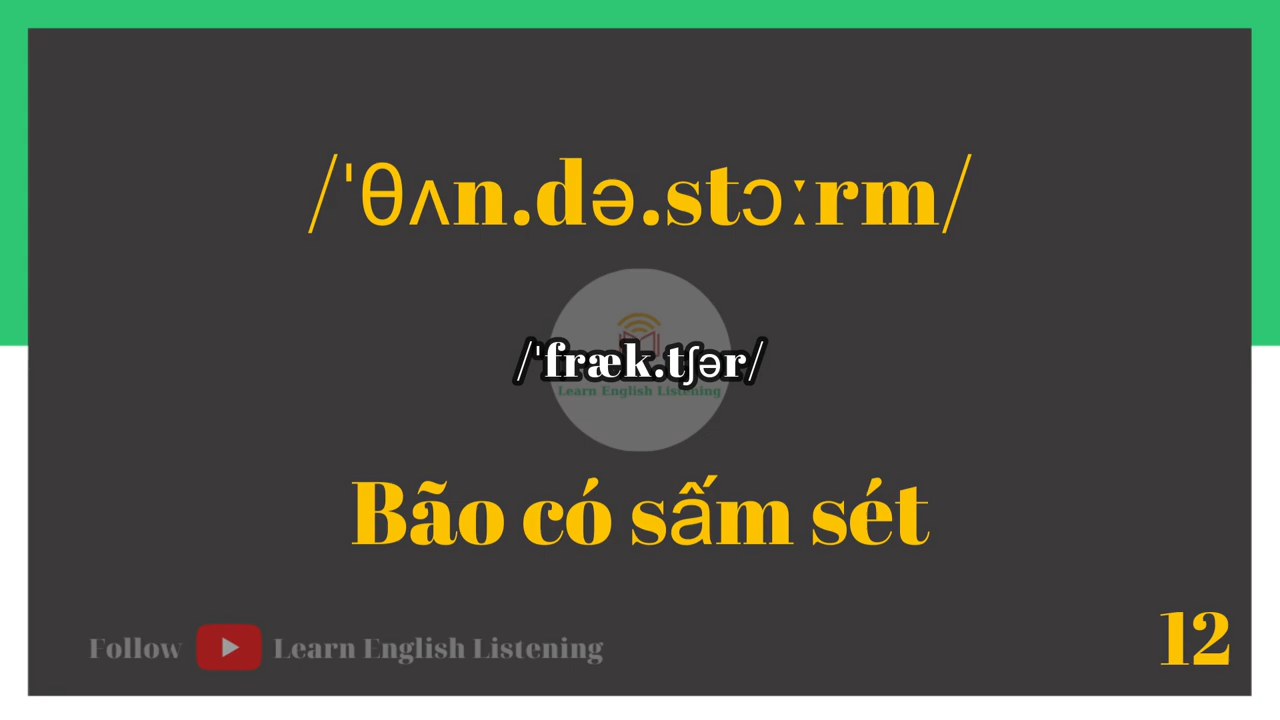 /ˈθʌn.də.stɔːrm/
/ˈfræk.tʃər/
Learn English Listening
Bão có sấm sét
Follow Learn English Listening
12